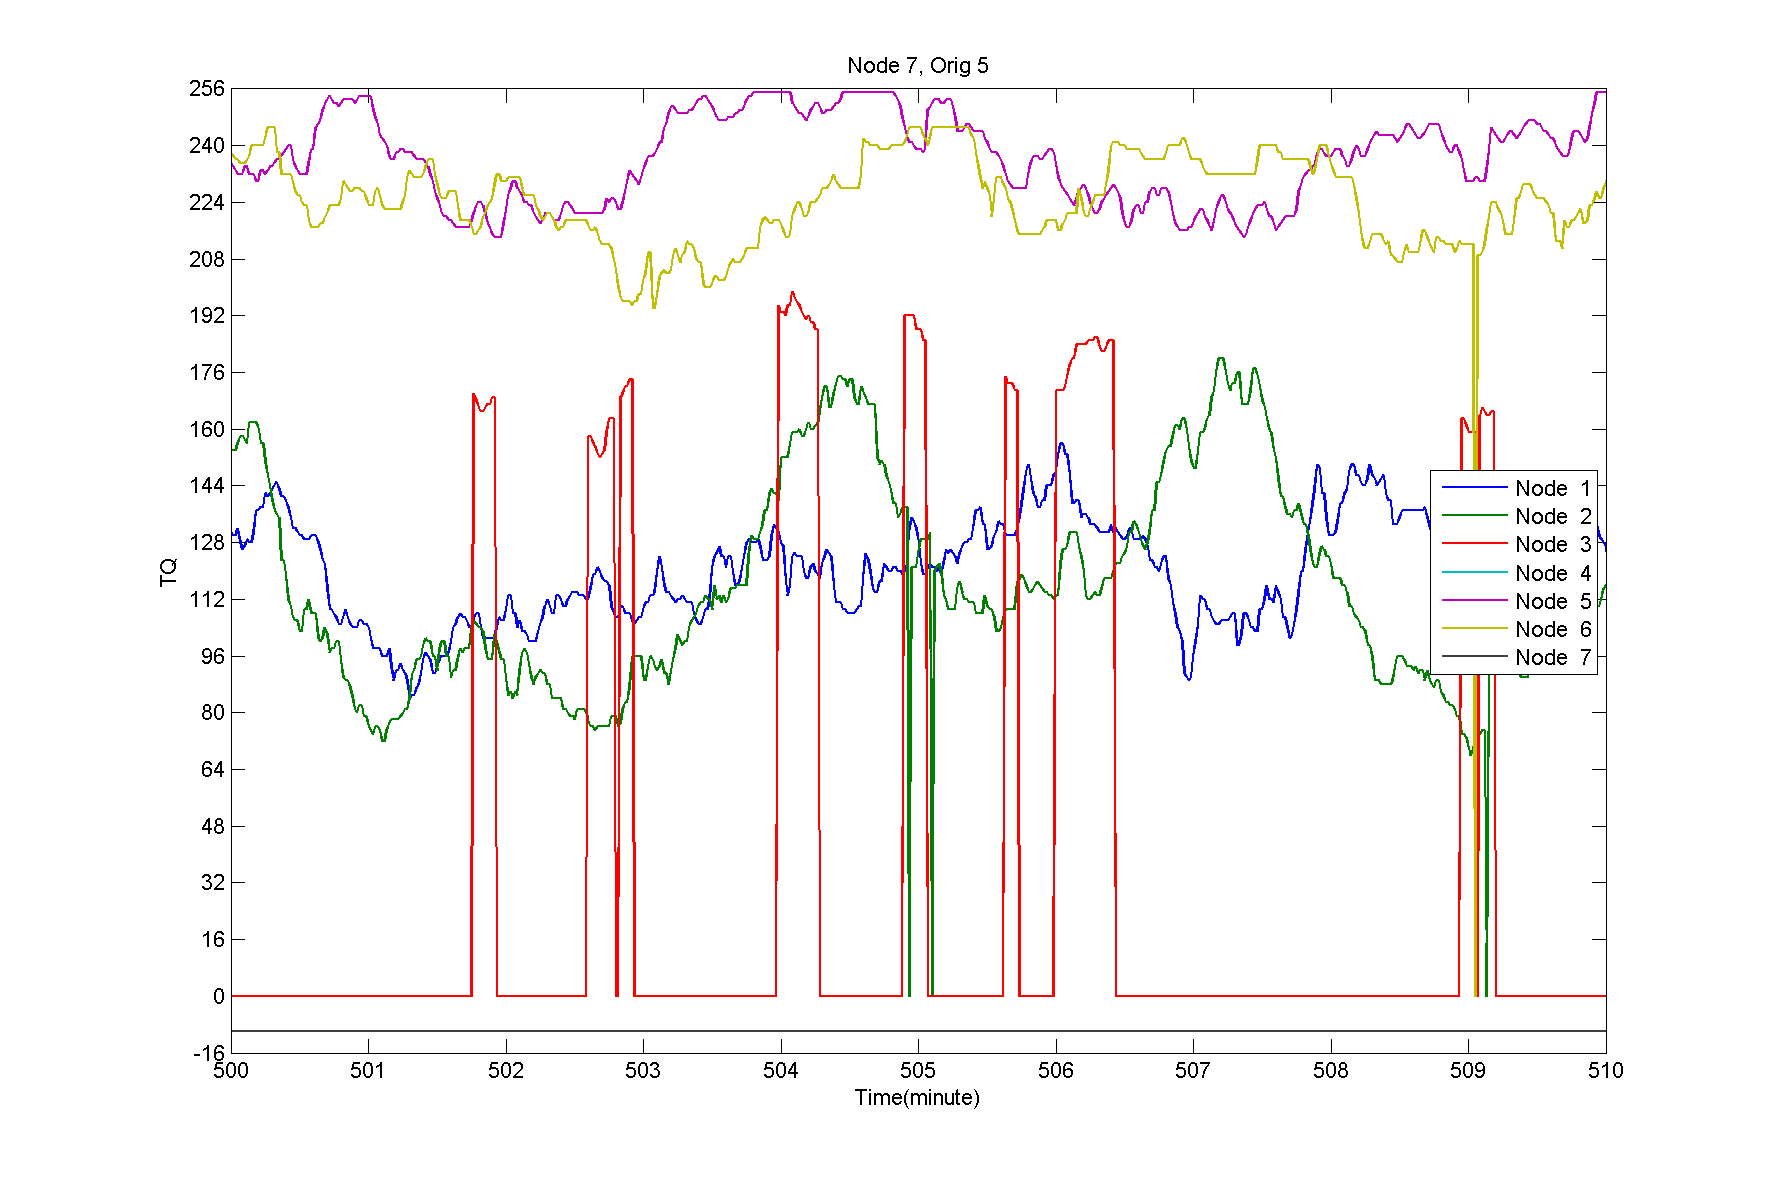 Node 7, Orig 5
256
240
224
208
192
176
160
144
128
112
96
80
64
48
32
16
0
-16
TQ
Node 1
Node 2
Node 3
Node 4
Node 5
Node 6
Node 7
500 501 502 503 504 505 506 507 508 509 510
Time(minute)